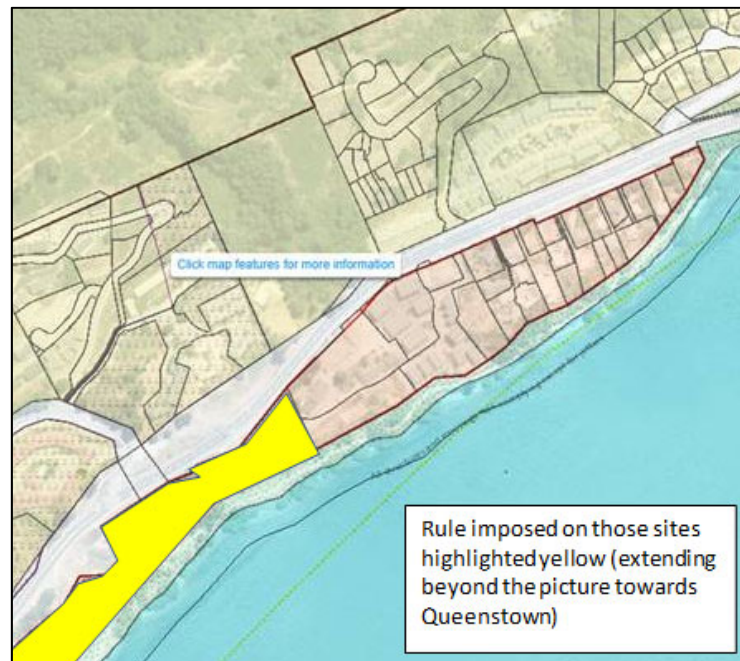 Click map features for more information
Rule imposed on those sites
highlighted yellow (extending
beyond the picture towards
Queenstown)